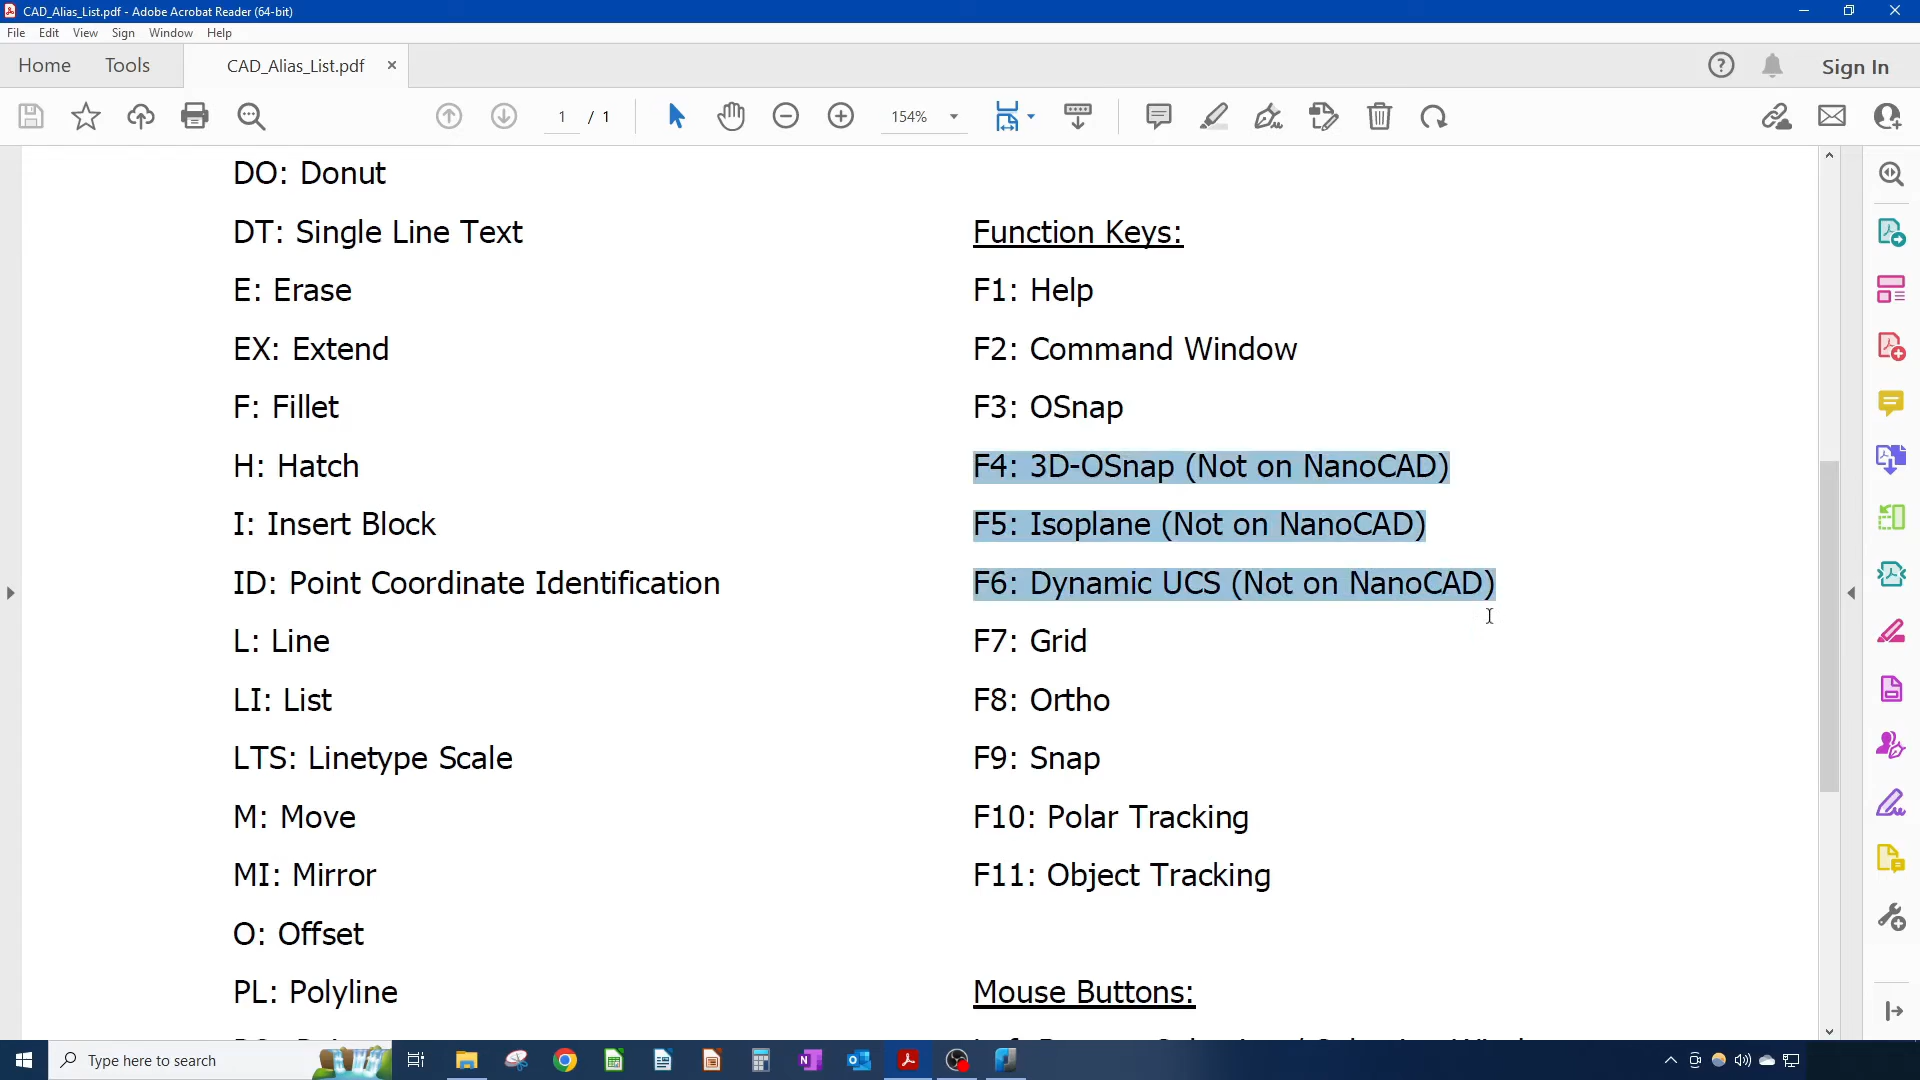 CAD_Alias_List.pdf - Adobe Acrobat Reader (64-bit)
File Edit View Sign Window Help
Home Tools CAD_Alias_List.pdf Sign In
1 / 1 154%
DO: Donut
DT: Single Line Text
E: Erase
EX: Extend
F: Fillet
H: Hatch
I: Insert Block
ID: Point Coordinate Identification
L: Line
LI: List
LTS: Linetype Scale
M: Move
MI: Mirror
O: Offset
PL: Polyline
Function Keys:
F1: Help
F2: Command Window
F3: OSnap
F4: 3D-OSnap (Not on NanoCAD)
F5: Isoplane (Not on NanoCAD)
F6: Dynamic UCS (Not on NanoCAD)
F7: Grid
F8: Ortho
F9: Snap
F10: Polar Tracking
F11: Object Tracking
Mouse Buttons:
Type here to search